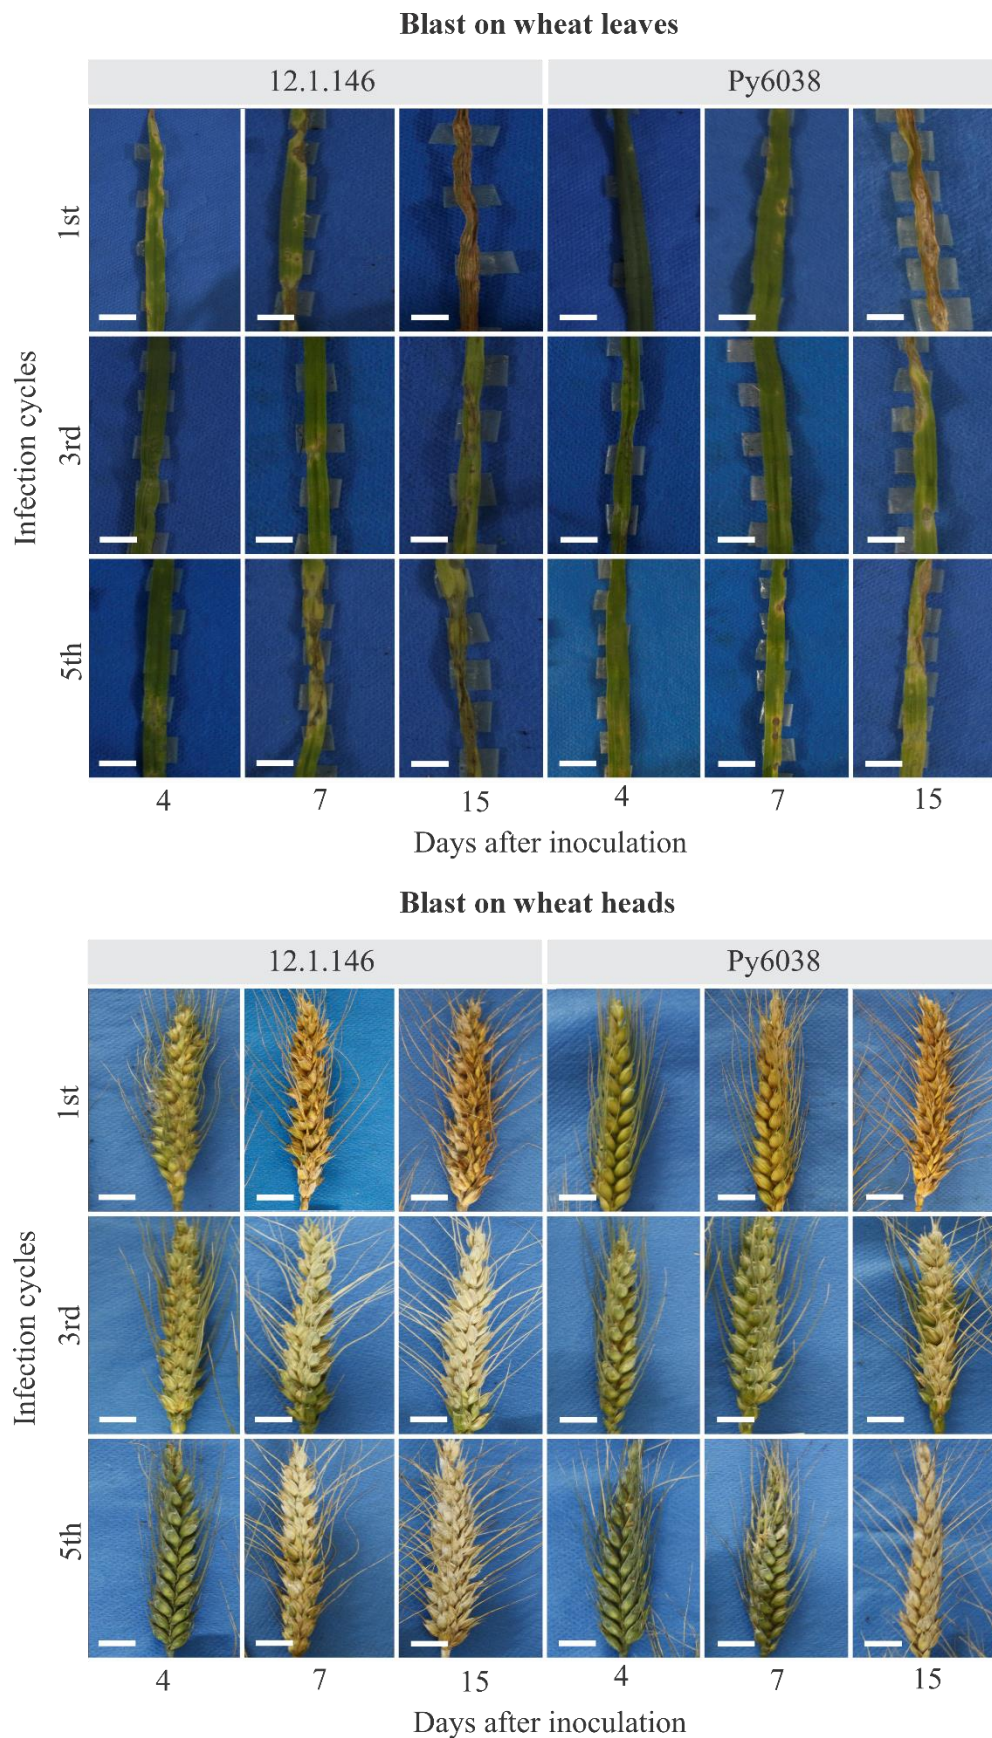 Blast on wheat leaves
12.1.146 Py6038
Infection cycles
1st
3rd
5th
4 7 15 4 7 15
Days after inoculation
Blast on wheat heads
12.1.146 Py6038
Infection cycles
1st
3rd
5th
4 7 15 4 7 15
Days after inoculation